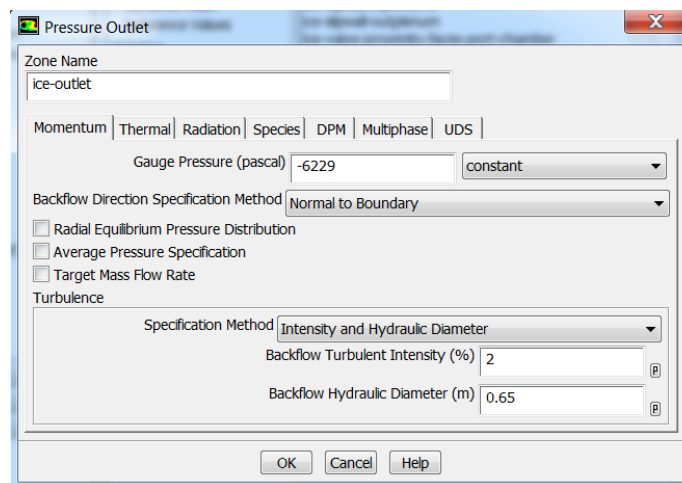 Pressure Outlet
Zone Name
ice-outlet
Momentum Thermal Radiation Species DPM Multiphase UDS
Gauge Pressure (pascal) -6229 constant
Backflow Direction Specification Method Normal to Boundary
Radial Equilibrium Pressure Distribution
Average Pressure Specification
Target Mass Flow Rate
Turbulence
Specification Method Intensity and Hydraulic Diameter
Backflow Turbulent Intensity (%) 2 P
Backflow Hydraulic Diameter (m) 0.65 P
OK Cancel Help